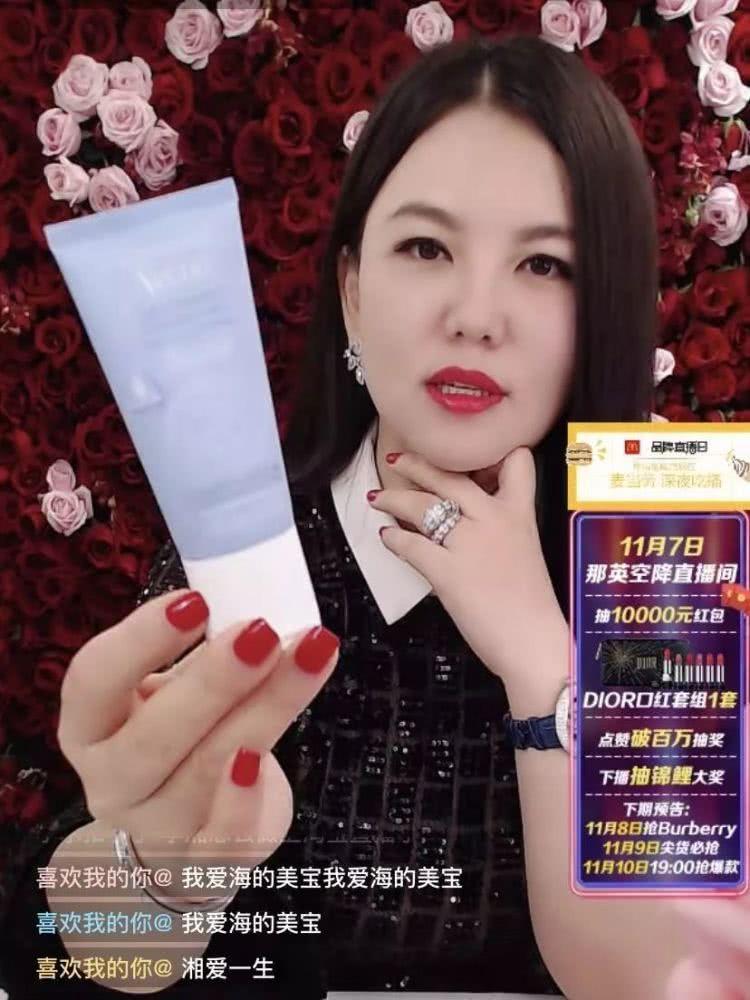 品牌直播日
麦当劳 深夜吃播
11月7日
那英空降直播间
抽10000元红包
DIOR
DIOR口红套组1套
点赞破百万抽奖
下播抽锦鲤大奖
下期预告:
11月8日抢Burberry
11月9日尖货必抢
11月10日19:00抢爆款
喜欢我的你@ 我爱海的美宝我爱海的美宝
喜欢我的你@ 我爱海的美宝
喜欢我的你@ 湘爱一生